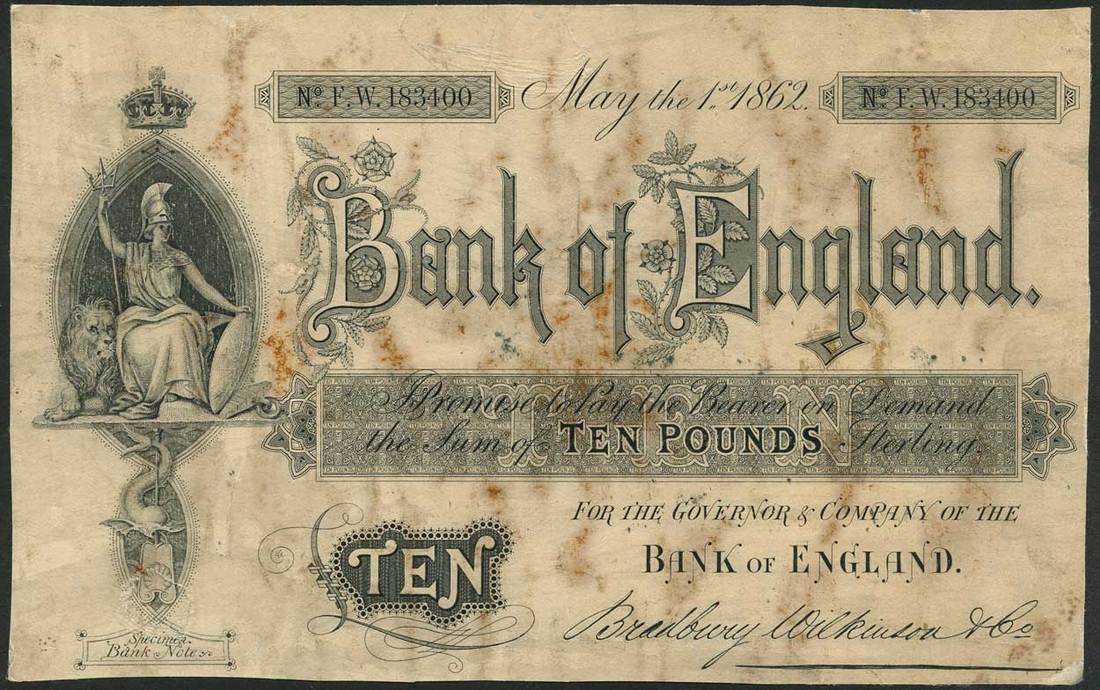 No F.W. 183400 May the 1st 1862. No F.W. 183400
Bank of England.
I Promise to Pay the Bearer on Demand
the Sum of TEN POUNDS Sterling.
TEN
FOR THE GOVERNOR & COMPANY OF THE
BANK OF ENGLAND.
TEN
Bradbury Wilkinson & Co
Specimen.
Bank Note